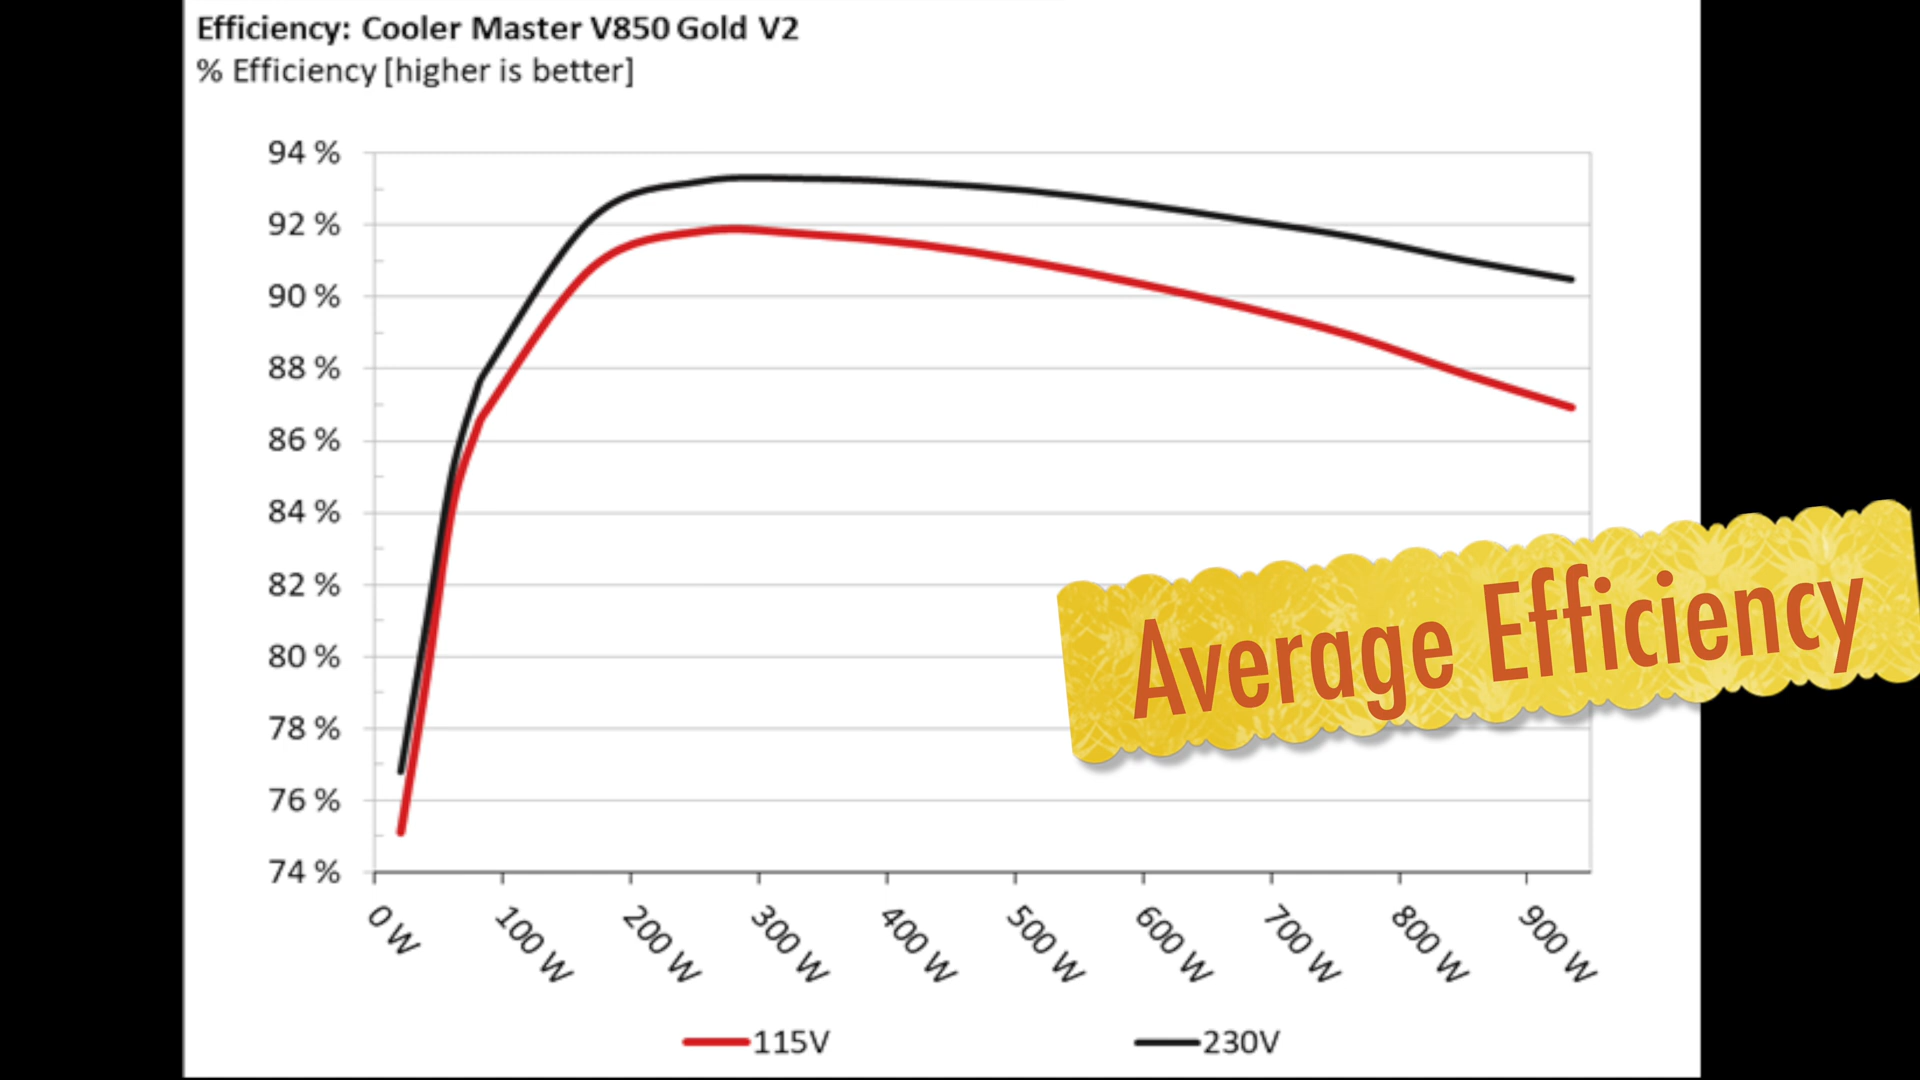 Efficiency: Cooler Master V850 Gold V2
% Efficiency [higher is better]
94 %
92 %
90 %
88 %
86 %
84 %
82 %
80 %
78 %
76 %
74 %
0 W
100 W
200 W
300 W
400 W
500 W
600 W
700 W
800 W
900 W
115V
230V
Average Efficiency